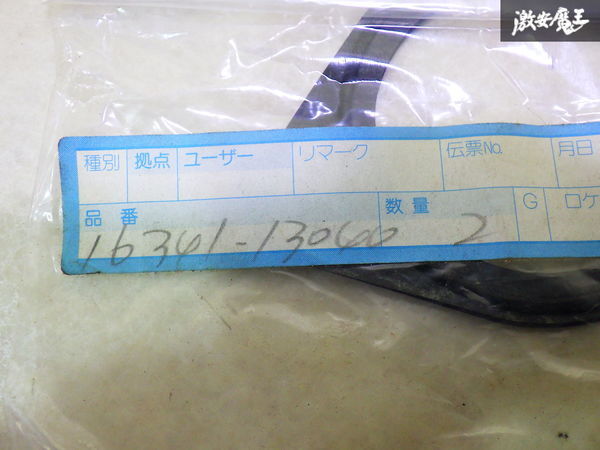 激安魔王
種別 拠点 ユーザー リマーク 伝票No. 月日
品番 数量 G ロケ
16341-13040 2